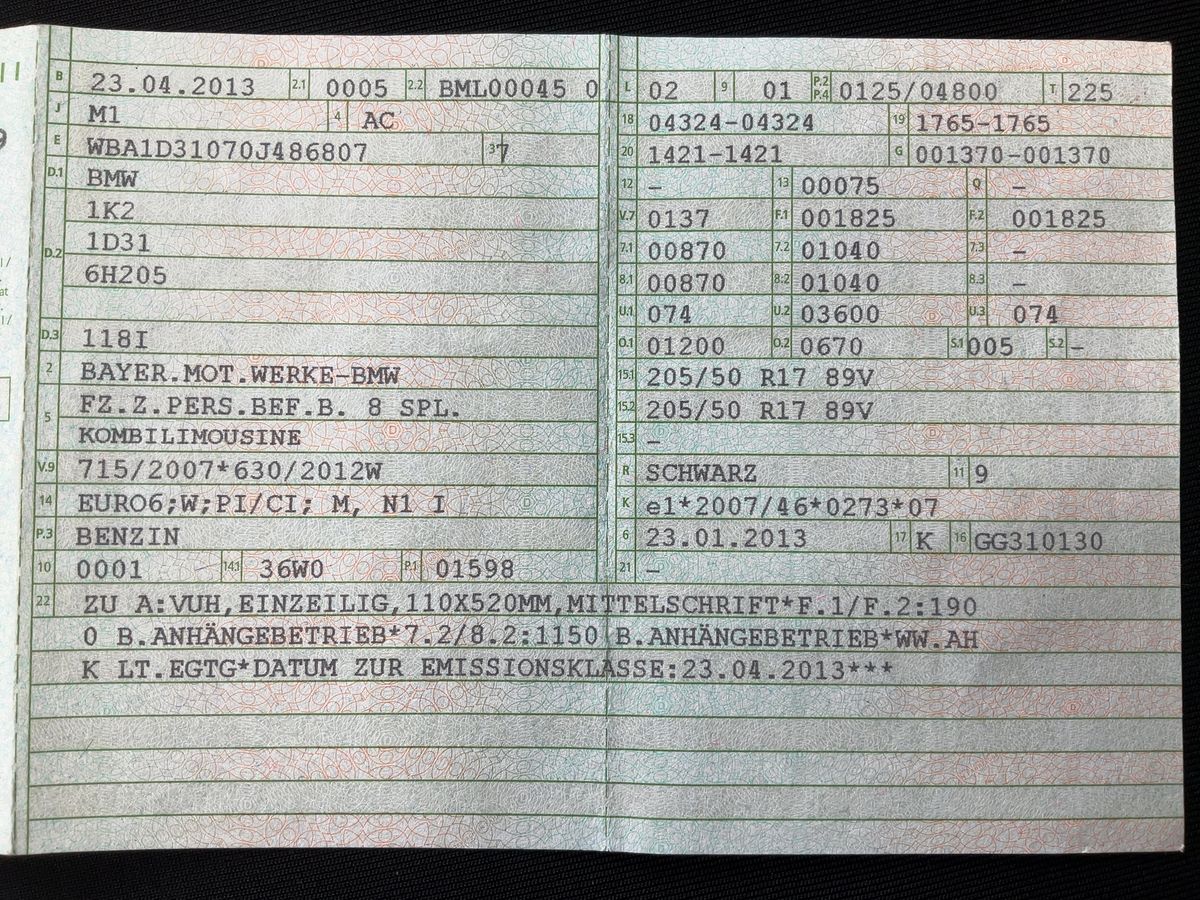 B 23.04.2013 2.1 0005 2.2 BML00045 0
J M1 4 AC
E WBA1D31070J486807 3 7
D.1 BMW
D.2 1K2
1D31
6H205
D.3 118I
2 BAYER.MOT.WERKE-BMW
5 FZ.Z.PERS.BEF.B. 8 SPL.
KOMBILIMOUSINE
V.9 715/2007*630/2012W
14 EURO6;W;PI/CI; M, N1 I
P.3 BENZIN
10 0001 14.1 36W0 P.1 01598
L 02 9 01 P.2 P.4 0125/04800 T 225
18 04324-04324 19 1765-1765
20 1421-1421 G 001370-001370
12 – 13 00075 Q –
V.7 0137 F.1 001825 F.2 001825
7.1 00870 7.2 01040 7.3 –
8.1 00870 8.2 01040 8.3 –
U.1 074 U.2 03600 U.3 074
O.1 01200 O.2 0670 S.1 005 S.2 –
15.1 205/50 R17 89V
15.2 205/50 R17 89V
15.3 –
R SCHWARZ 11 9
K e1*2007/46*0273*07
6 23.01.2013 17 K 16 GG310130
21 –
22 ZU A:VUH,EINZEILIG,110X520MM,MITTELSCHRIFT*F.1/F.2:190
0 B.ANHÄNGEBETRIEB*7.2/8.2:1150 B.ANHÄNGEBETRIEB*WW.AH
K LT.EGTG*DATUM ZUR EMISSIONSKLASSE:23.04.2013***